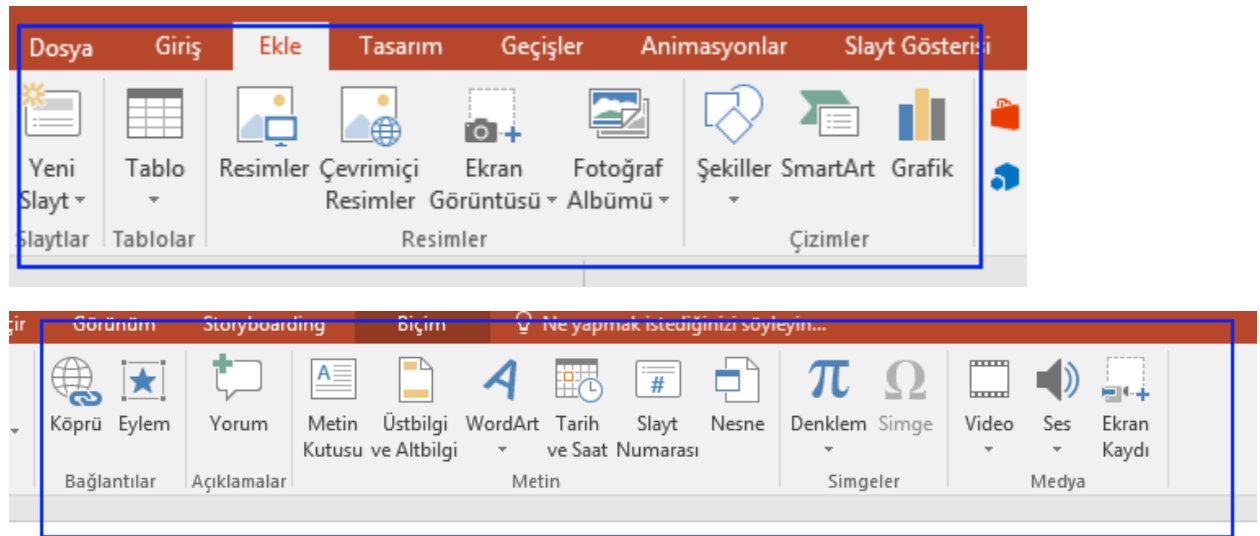 Dosya Giriş Ekle Tasarım Geçişler Animasyonlar Slayt Gösterisi
Yeni Tablo Resimler Çevrimiçi Ekran Fotoğraf Şekiller SmartArt Grafik
Slayt Resimler Görüntüsü Albümü
Slaytlar Tablolar Resimler Çizimler
Görünüm Storyboarding Biçim Ne yapmak istediğinizi söyleyin...
Köprü Eylem Yorum Metin Üstbilgi WordArt Tarih Slayt Nesne Denklem Simge Video Ses Ekran
Kutusu ve Altbilgi ve Saat Numarası Kaydı
Bağlantılar Açıklamalar Metin Simgeler Medya